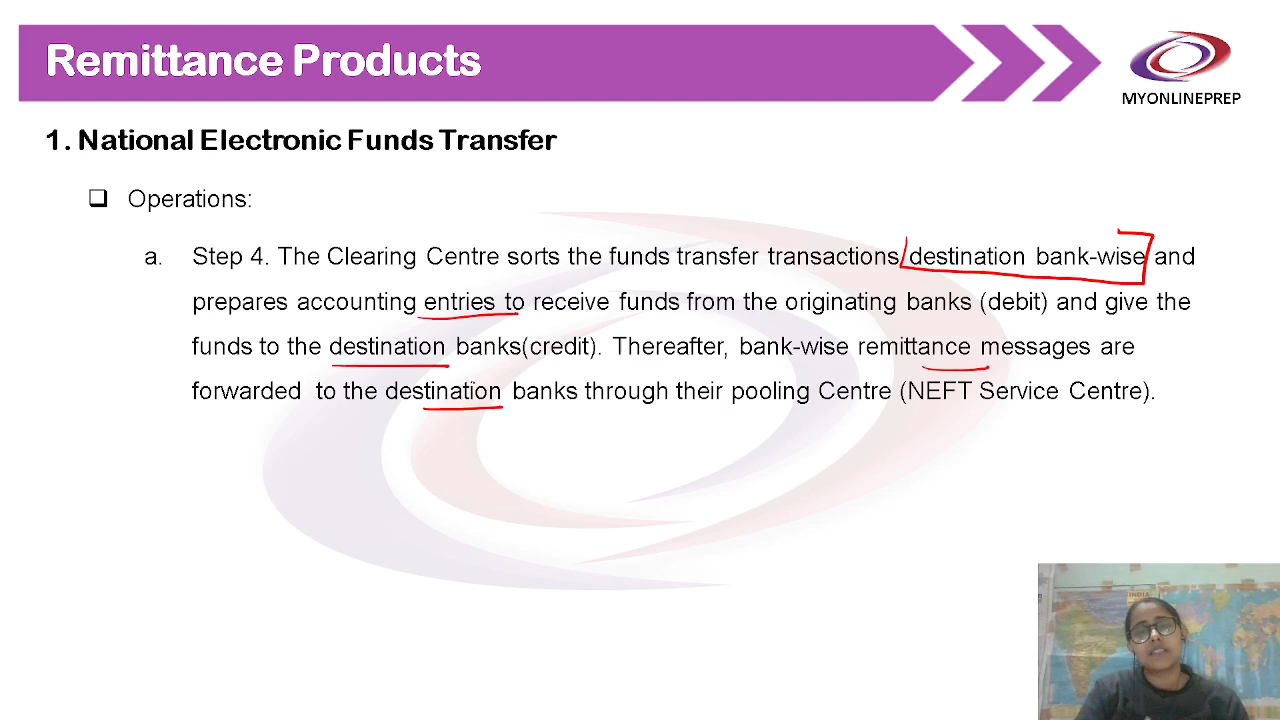 Remittance Products
MYONLINEPREP
1. National Electronic Funds Transfer
Operations:
a. Step 4. The Clearing Centre sorts the funds transfer transactions destination bank-wise and
prepares accounting entries to receive funds from the originating banks (debit) and give the
funds to the destination banks(credit). Thereafter, bank-wise remittance messages are
forwarded to the destination banks through their pooling Centre (NEFT Service Centre).
INDIA